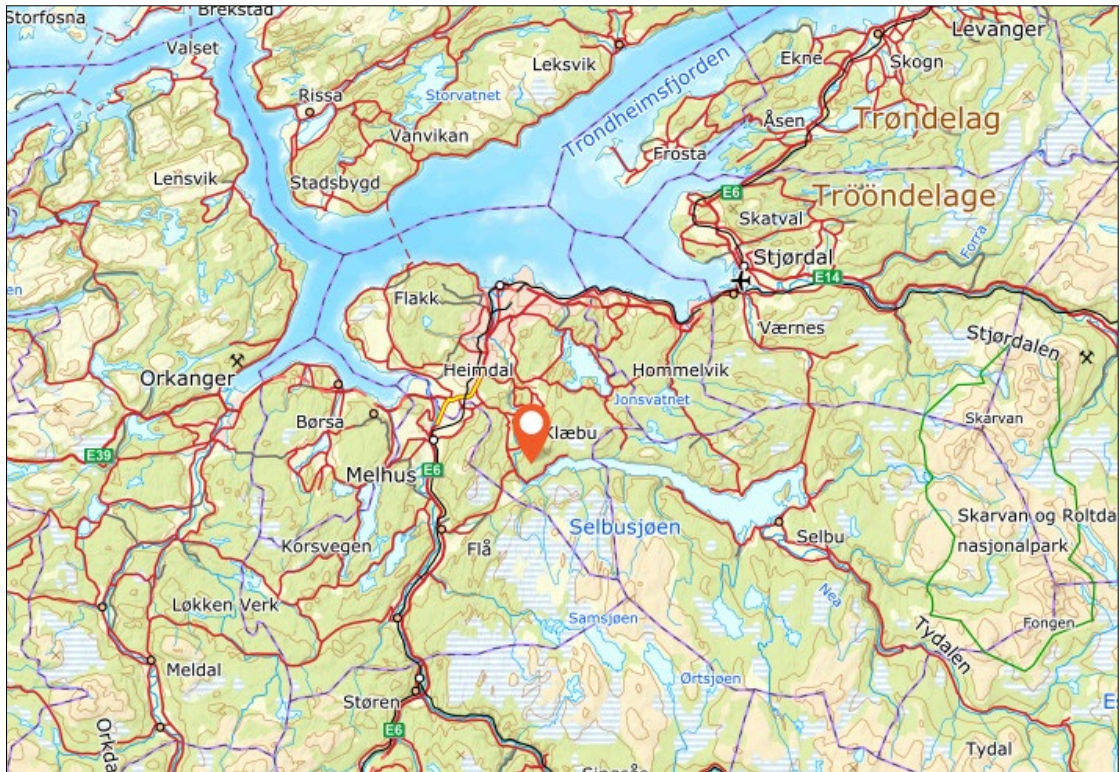 Storfosna
Brekstad
Valset
Levanger
Ekne
Skogn
Leksvik
Rissa
Storvatnet
Trondheimsfjorden
Åsen
Trøndelag
Vanvikan
Frosta
Lensvik
Stadsbygd
E6
Trööndelage
Skatval
Forra
Stjørdal
E14
Flakk
Værnes
Stjørdalen
Orkanger
Heimdal
Hommelvik
Jonsvatnet
Børsa
Klæbu
Skarvan
E39
Melhus
E6
Selbusjøen
Skarvan og Roltda
nasjonalpark
Korsvegen
Flå
Selbu
Nea
Løkken Verk
Samsjøen
Fongen
Tydalen
Meldal
Ørtsjøen
Støren
E6
Orkda
Tydal